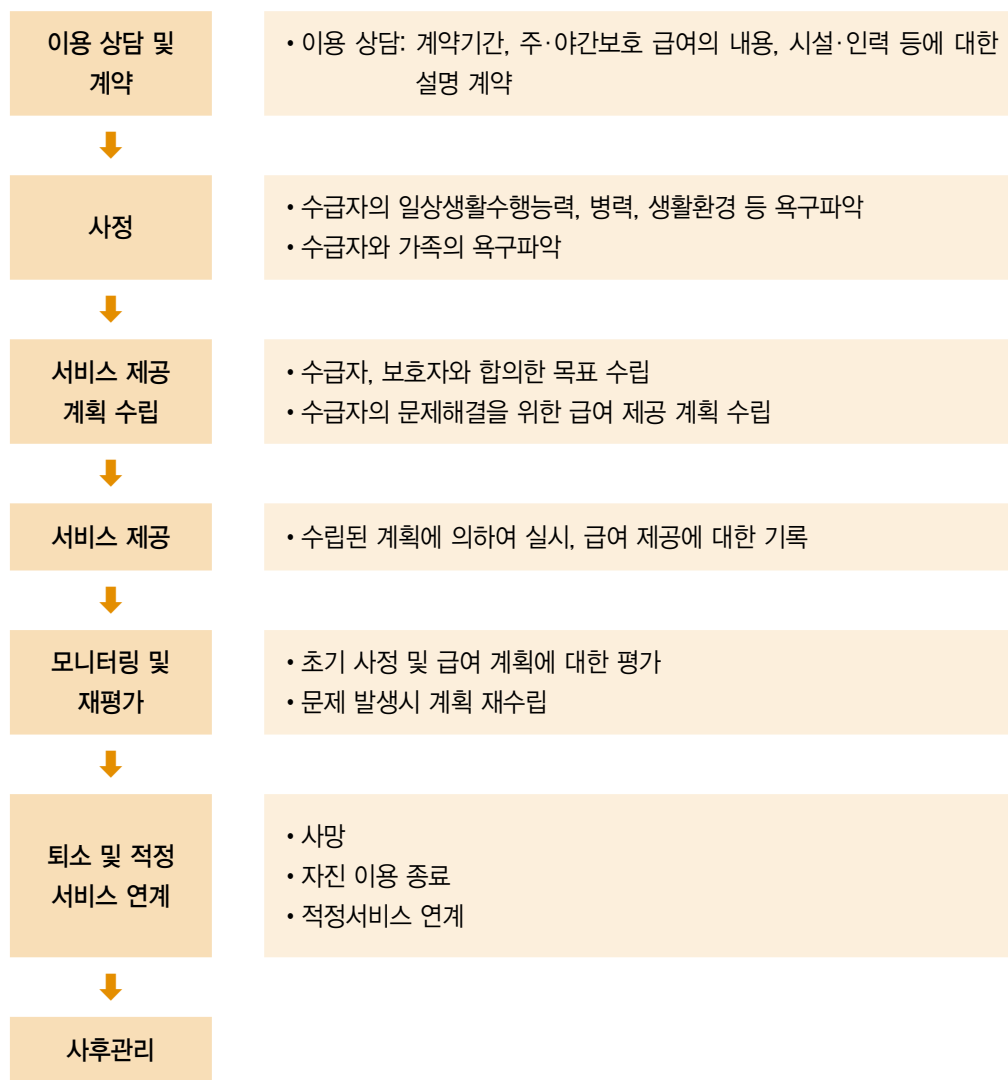 이용 상담 및
계약
• 이용 상담: 계약기간, 주·야간보호 급여의 내용, 시설·인력 등에 대한
설명 계약
사정
• 수급자의 일상생활수행능력, 병력, 생활환경 등 욕구파악
• 수급자와 가족의 욕구파악
서비스 제공
계획 수립
• 수급자, 보호자와 합의한 목표 수립
• 수급자의 문제해결을 위한 급여 제공 계획 수립
서비스 제공
• 수립된 계획에 의하여 실시, 급여 제공에 대한 기록
모니터링 및
재평가
• 초기 사정 및 급여 계획에 대한 평가
• 문제 발생시 계획 재수립
퇴소 및 적정
서비스 연계
• 사망
• 자진 이용 종료
• 적정서비스 연계
사후관리